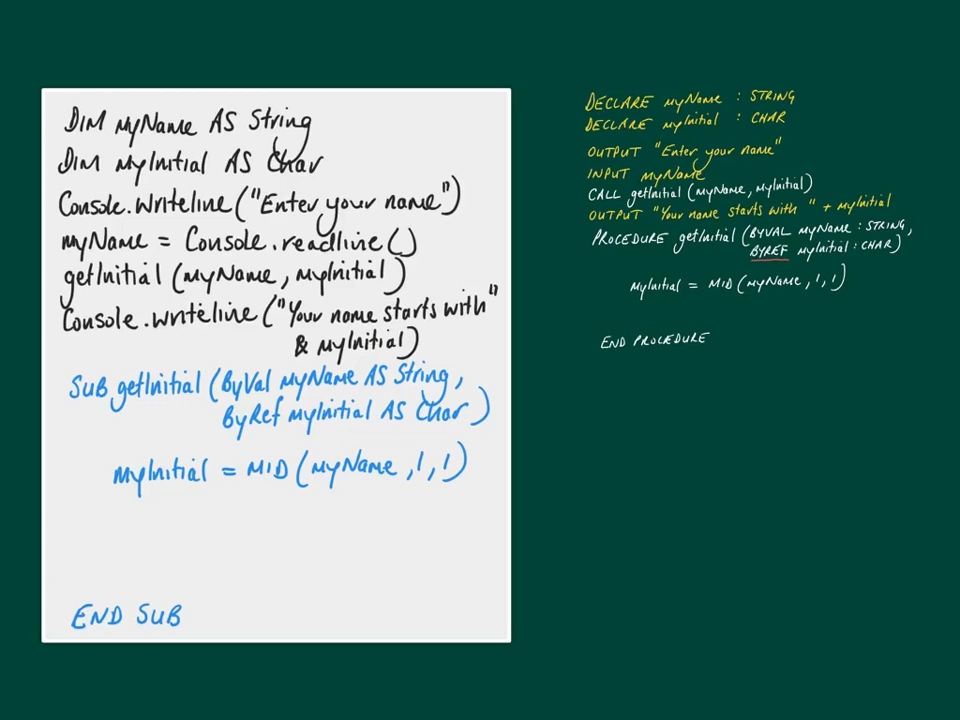 DIM myName AS String
DIM myInitial AS Char
Console.writeline("Enter your name")
myName = Console.readline()
getInitial (myName, myInitial)
Console.writeline("Your name starts with"
& myInitial)
SUB getInitial (ByVal myName AS String,
ByRef myInitial AS Char)
myInitial = MID (myName, 1, 1)
END SUB
DECLARE myName : STRING
DECLARE myInitial : CHAR
OUTPUT "Enter your name"
INPUT myName
CALL getInitial (myName, myInitial)
OUTPUT "Your name starts with " + myInitial
PROCEDURE getInitial (BYVAL myName : STRING,
BYREF myInitial : CHAR)
myInitial = MID (myName, 1, 1)
END PROCEDURE